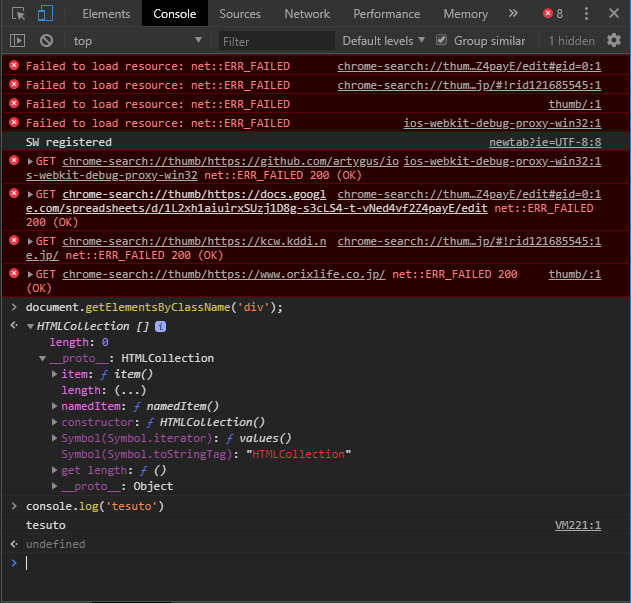 Elements Console Sources Network Performance Memory » 8
top Filter Default levels Group similar 1 hidden
Failed to load resource: net::ERR_FAILED chrome-search://thum…Z4payE/edit#gid=0:1
Failed to load resource: net::ERR_FAILED chrome-search://thum…jp/#!rid121685545:1
Failed to load resource: net::ERR_FAILED thumb/:1
Failed to load resource: net::ERR_FAILED ios-webkit-debug-proxy-win32:1
SW registered newtab?ie=UTF-8:8
GET chrome-search://thumb/https://github.com/artygus/io ios-webkit-debug-proxy-win32:1
s-webkit-debug-proxy-win32 net::ERR_FAILED 200 (OK)
GET chrome-search://thumb/https://docs.googl chrome-search://thum…Z4payE/edit#gid=0:1
e.com/spreadsheets/d/1L2xh1aiuirxSUzj1D8g-s3cLS4-t-vNed4vf2Z4payE/edit net::ERR_FAILED
200 (OK)
GET chrome-search://thumb/https://kcw.kddi.n chrome-search://thum…jp/#!rid121685545:1
e.jp/ net::ERR_FAILED 200 (OK)
GET chrome-search://thumb/https://www.orixlife.co.jp/ net::ERR_FAILED 200 thumb/:1
(OK)
> document.getElementsByClassName('div');
HTMLCollection [] i
length: 0
__proto__: HTMLCollection
item: ƒ item()
length: (...)
namedItem: ƒ namedItem()
constructor: ƒ HTMLCollection()
Symbol(Symbol.iterator): ƒ values()
Symbol(Symbol.toStringTag): "HTMLCollection"
get length: ƒ ()
__proto__: Object
> console.log('tesuto')
tesuto VM221:1
undefined
>